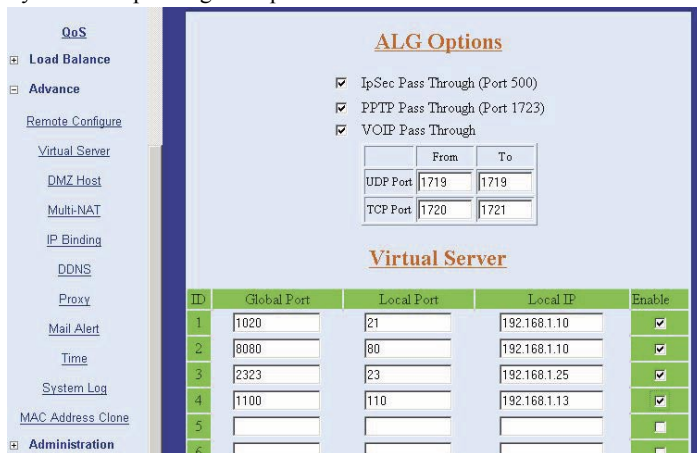 QoS
Load Balance
Advance
Remote Configure
Virtual Server
DMZ Host
Multi-NAT
IP Binding
DDNS
Proxy
Mail Alert
Time
System Log
MAC Address Clone
Administration
ALG Options
IpSec Pass Through (Port 500)
PPTP Pass Through (Port 1723)
VOIP Pass Through
From To
UDP Port 1719 1719
TCP Port 1720 1721
Virtual Server
ID Global Port Local Port Local IP Enable
1 1020 21 192.168.1.10
2 8080 80 192.168.1.10
3 2323 23 192.168.1.25
4 1100 110 192.168.1.13
5
6